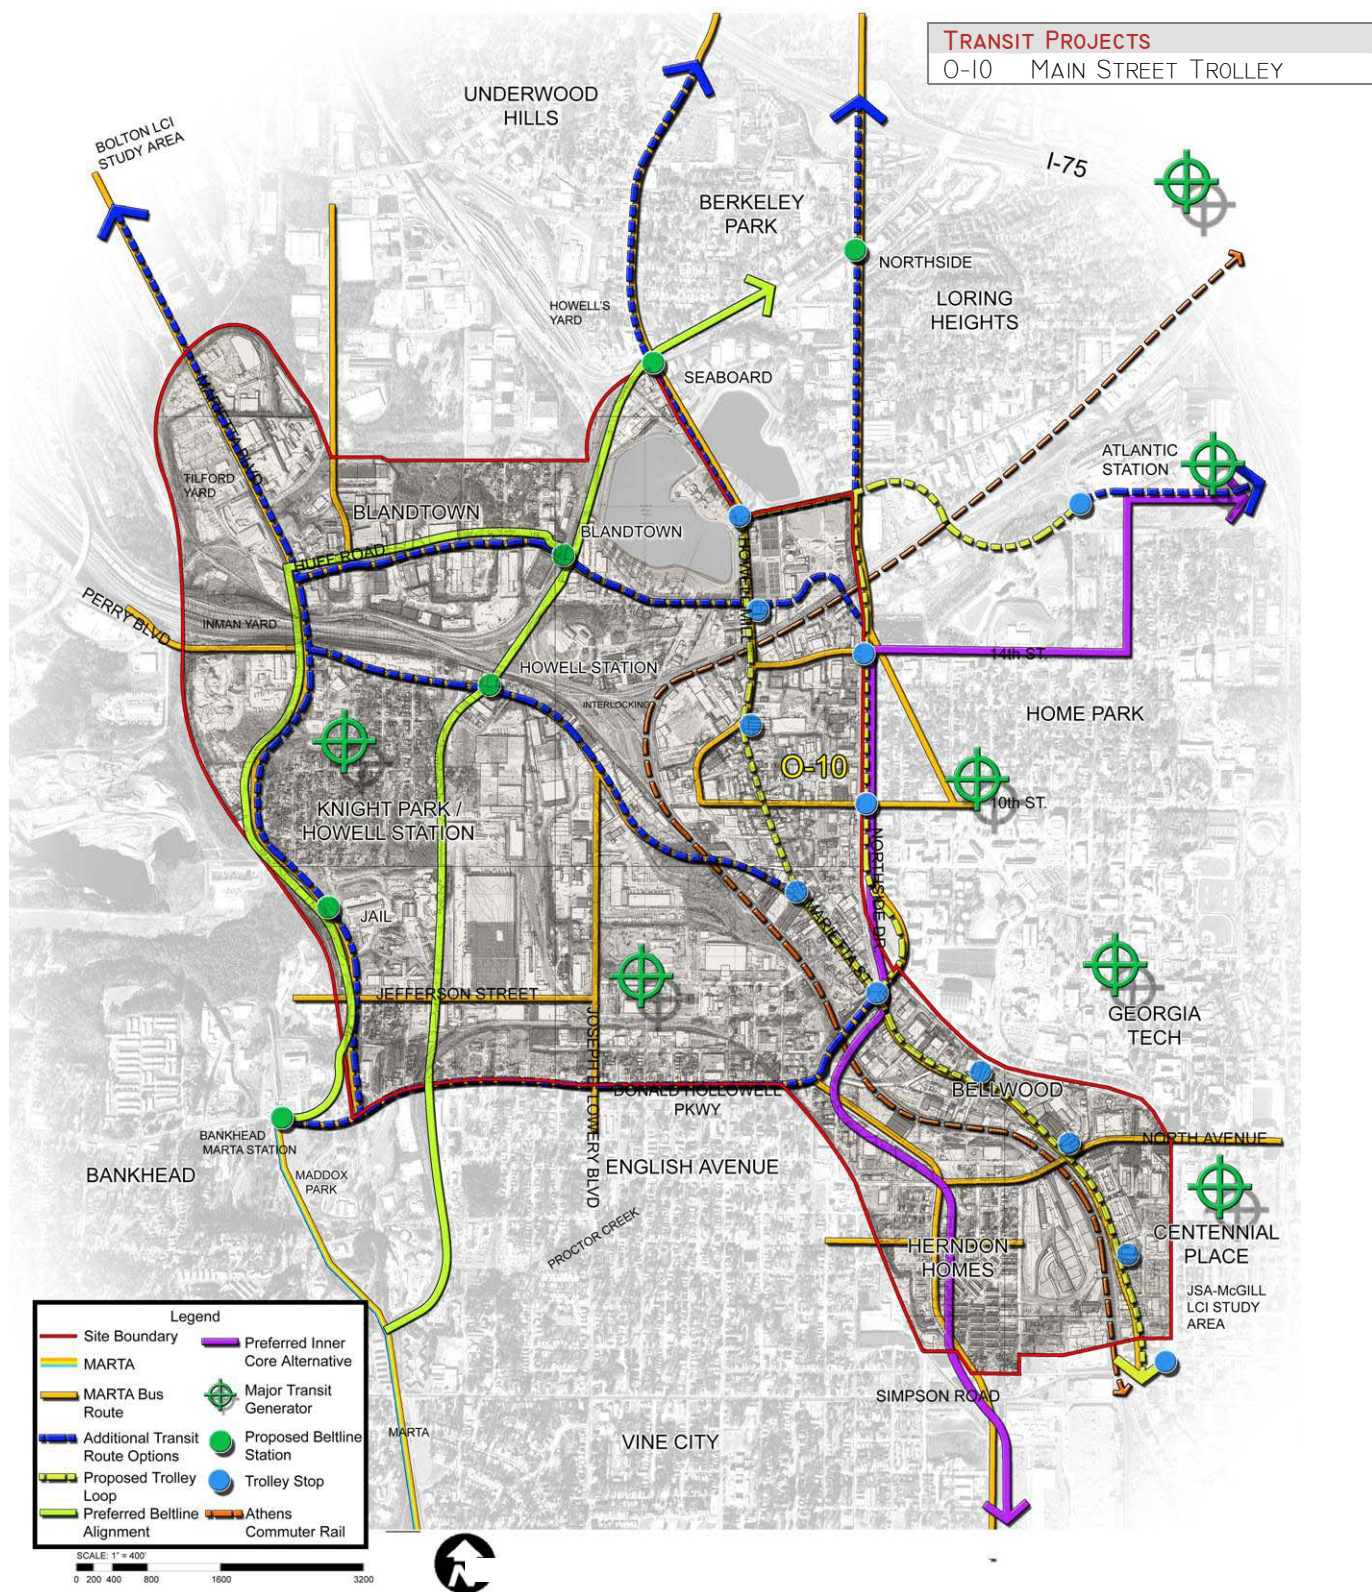 TRANSIT PROJECTS
O-10 MAIN STREET TROLLEY
UNDERWOOD
HILLS
BOLTON LCI
STUDY AREA
I-75
BERKELEY
PARK
NORTHSIDE
LORING
HEIGHTS
HOWELL'S
YARD
SEABOARD
MARIETTA BLVD.
TILFORD
YARD
ATLANTIC
STATION
BLANDTOWN
BLANDTOWN
HUFF ROAD
HOWELL MILL
PERRY BLVD
INMAN YARD
HOWELL STATION
14th ST.
INTERLOCKING
HOME PARK
O-10
10th ST.
KNIGHT PARK /
HOWELL STATION
NORTHSIDE DR.
JAIL
MARIETTA ST.
JEFFERSON STREET
GEORGIA
TECH
JOSEPH LOWERY BLVD
DONALD HOLLOWELL
PKWY
BELLWOOD
BANKHEAD
MARTA STATION
NORTH AVENUE
BANKHEAD
MADDOX
PARK
ENGLISH AVENUE
PROCTOR CREEK
CENTENNIAL
PLACE
HERNDON
HOMES
JSA-McGILL
LCI STUDY
AREA
SIMPSON ROAD
VINE CITY
MARTA
Legend
Site Boundary
MARTA
MARTA Bus
Route
Additional Transit
Route Options
Proposed Trolley
Loop
Preferred Beltline
Alignment
Preferred Inner
Core Alternative
Major Transit
Generator
Proposed Beltline
Station
Trolley Stop
Athens
Commuter Rail
SCALE: 1" = 400'
0 200 400 800 1600 3200
N